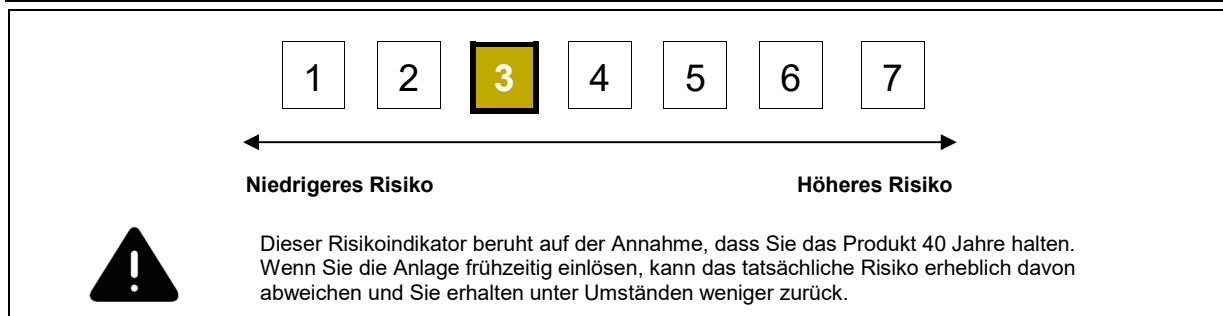 1 2 3 4 5 6 7
Niedrigeres Risiko Höheres Risiko
Dieser Risikoindikator beruht auf der Annahme, dass Sie das Produkt 40 Jahre halten.
Wenn Sie die Anlage frühzeitig einlösen, kann das tatsächliche Risiko erheblich davon
abweichen und Sie erhalten unter Umständen weniger zurück.